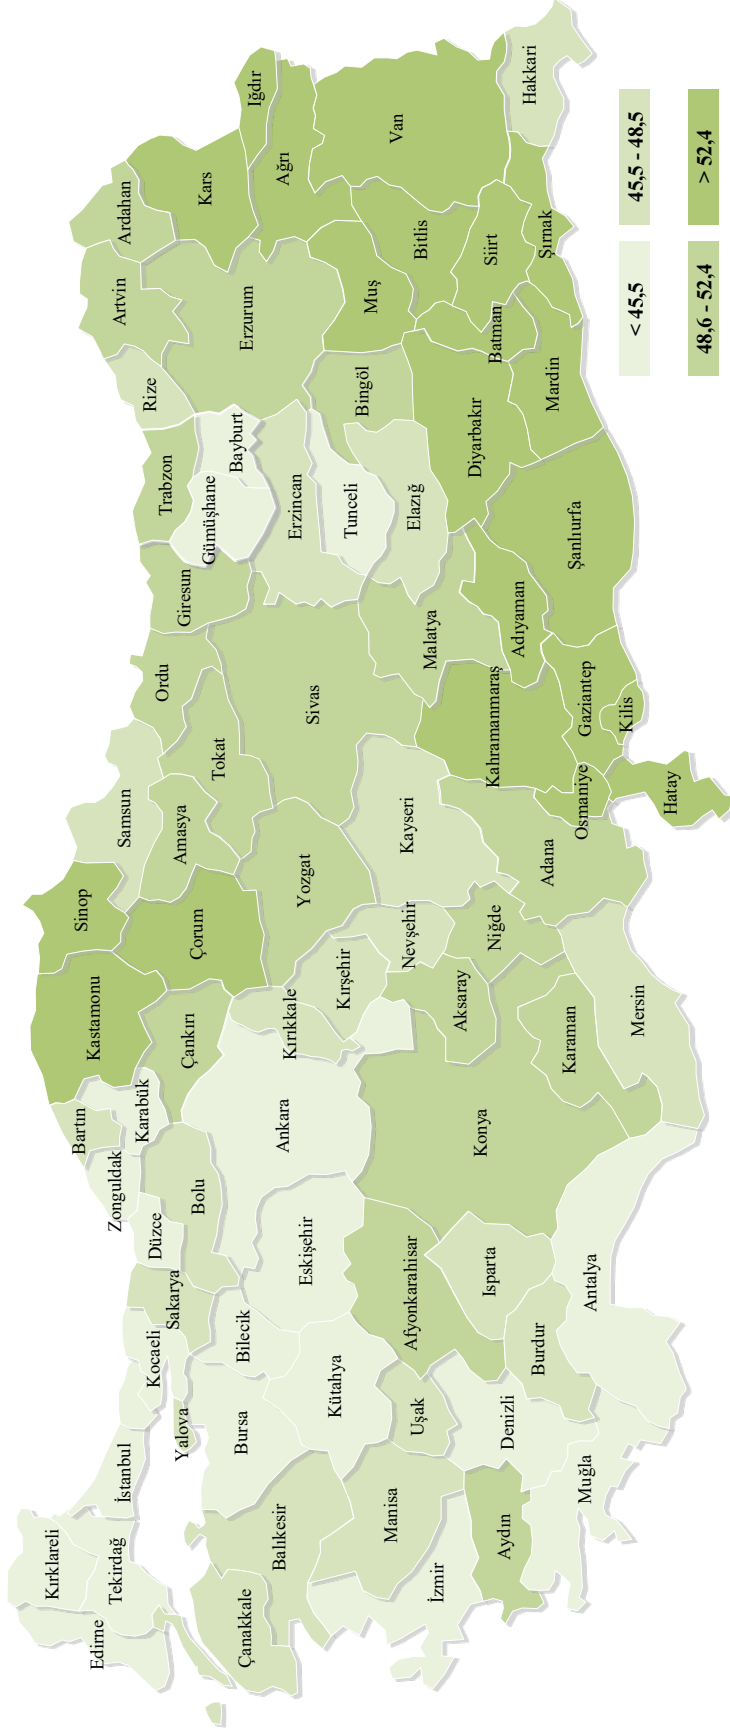 Kırklareli
Edirne
Tekirdağ
İstanbul
Kocaeli
Yalova
Sakarya
Düzce
Zonguldak
Bartın
Karabük
Kastamonu
Sinop
Samsun
Ordu
Giresun
Trabzon
Rize
Artvin
Ardahan
Çanakkale
Balıkesir
Bursa
Bilecik
Bolu
Çankırı
Çorum
Amasya
Tokat
Gümüşhane
Bayburt
Erzurum
Kars
Iğdır
Ağrı
Kütahya
Eskişehir
Ankara
Kırıkkale
Kırşehir
Yozgat
Sivas
Erzincan
Tunceli
Bingöl
Muş
Bitlis
Van
Manisa
İzmir
Uşak
Afyonkarahisar
Konya
Aksaray
Nevşehir
Niğde
Kayseri
Malatya
Elazığ
Diyarbakır
Batman
Siirt
Şırnak
Hakkari
Aydın
Denizli
Isparta
Burdur
Muğla
Antalya
Karaman
Mersin
Adana
Kahramanmaraş
Osmaniye
Hatay
Gaziantep
Kilis
Adıyaman
Şanlıurfa
Mardin
< 45,5
45,5 - 48,5
48,6 - 52,4
> 52,4